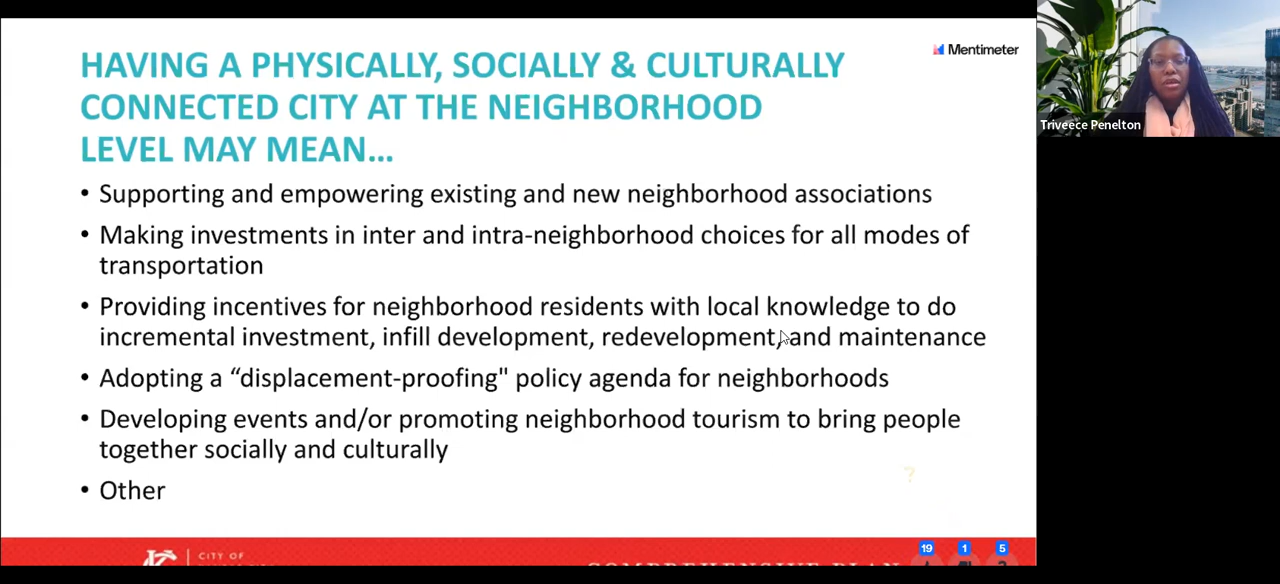 HAVING A PHYSICALLY, SOCIALLY & CULTURALLY
CONNECTED CITY AT THE NEIGHBORHOOD
LEVEL MAY MEAN...
Mentimeter
Triveece Penelton
• Supporting and empowering existing and new neighborhood associations
• Making investments in inter and intra-neighborhood choices for all modes of
transportation
• Providing incentives for neighborhood residents with local knowledge to do
incremental investment, infill development, redevelopment, and maintenance
• Adopting a “displacement-proofing" policy agenda for neighborhoods
• Developing events and/or promoting neighborhood tourism to bring people
together socially and culturally
• Other
?
CITY OF
COMPREHENSIVE PLAN
19 1 5